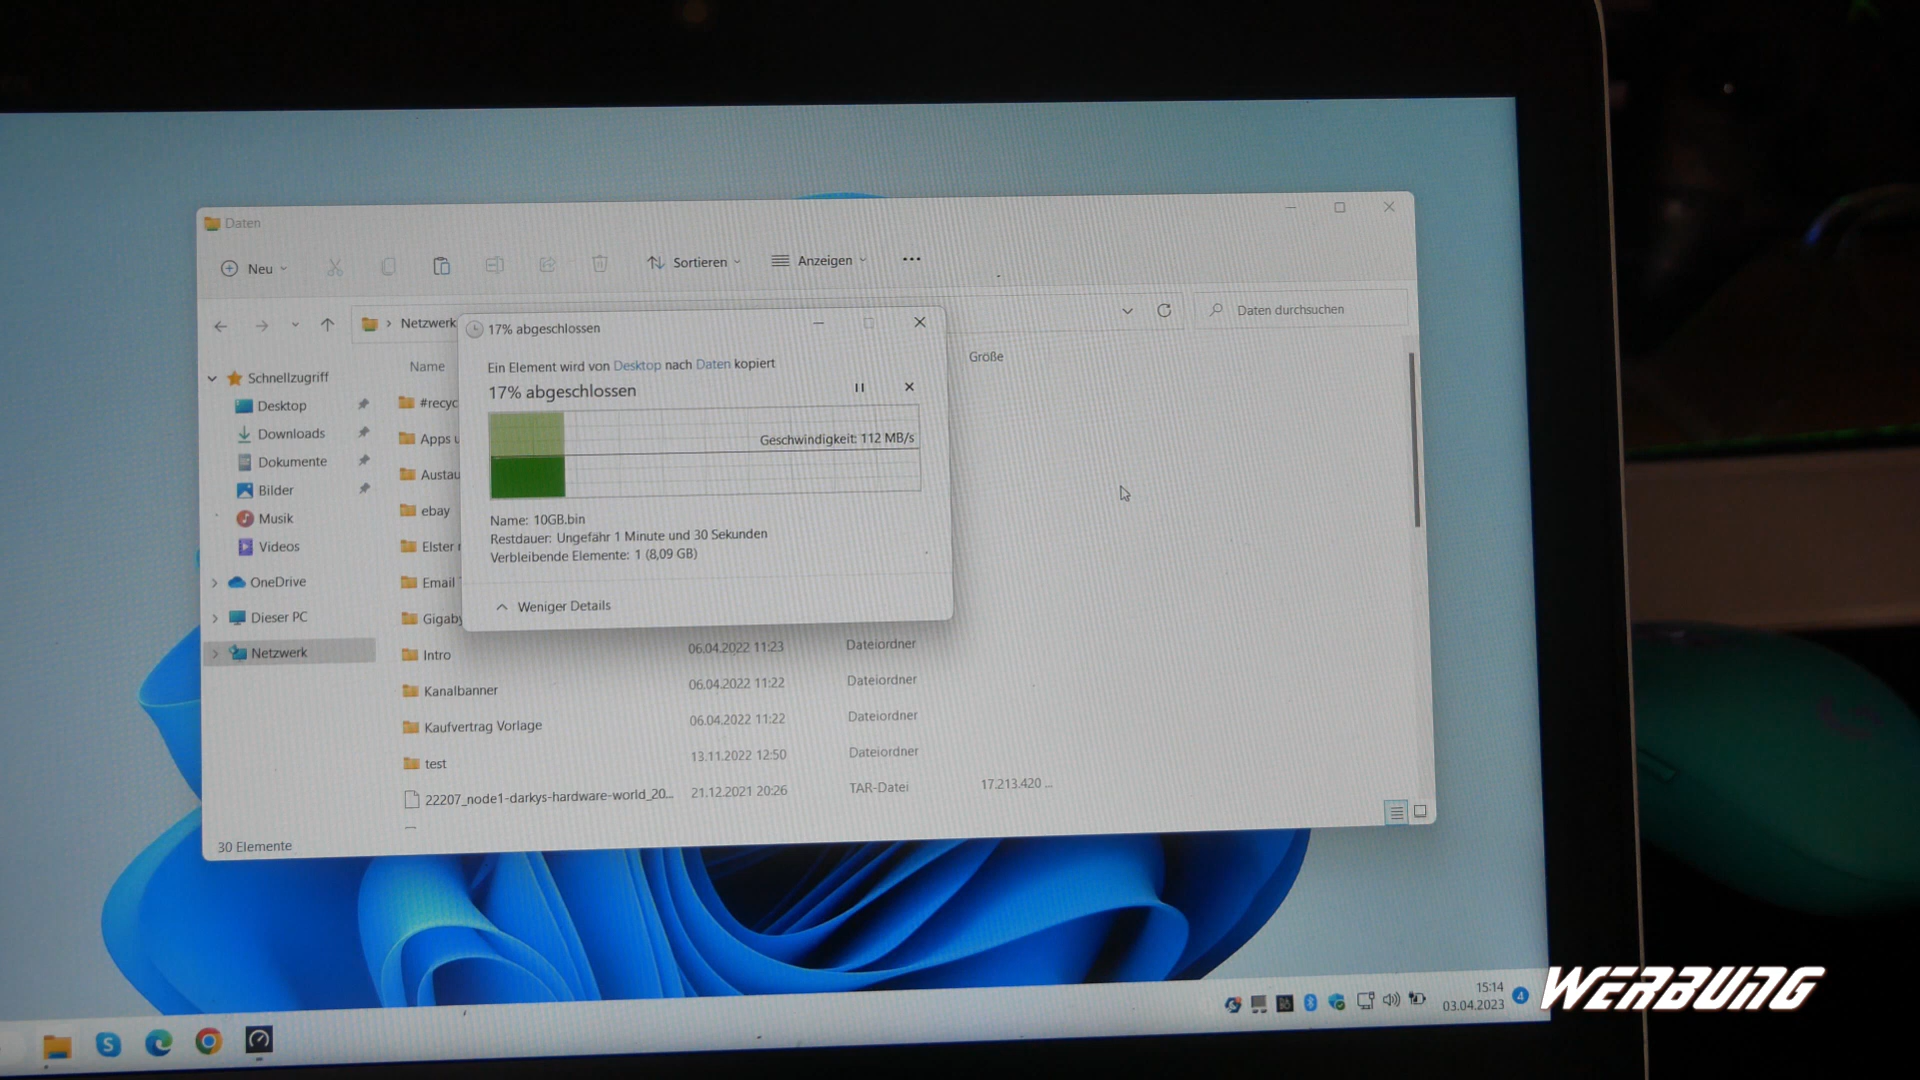 Daten
Neu
Sortieren
Anzeigen
Netzwerk
Daten durchsuchen
17% abgeschlossen
Ein Element wird von Desktop nach Daten kopiert
17% abgeschlossen
Geschwindigkeit: 112 MB/s
Name: 10GB.bin
Restdauer: Ungefähr 1 Minute und 30 Sekunden
Verbleibende Elemente: 1 (8,09 GB)
Weniger Details
Schnellzugriff
Desktop
Downloads
Dokumente
Bilder
Musik
Videos
OneDrive
Dieser PC
Netzwerk
Name
Größe
#recyc
Apps u
Austau
ebay
Elster
Email
Gigaby
Intro 06.04.2022 11:23 Dateiordner
Kanalbanner 06.04.2022 11:22 Dateiordner
Kaufvertrag Vorlage 06.04.2022 11:22 Dateiordner
test 13.11.2022 12:50 Dateiordner
22207_node1-darkys-hardware-world_20... 21.12.2021 20:26 TAR-Datei 17.213.420 ...
30 Elemente
15:14
03.04.2023
4
WERBUNG